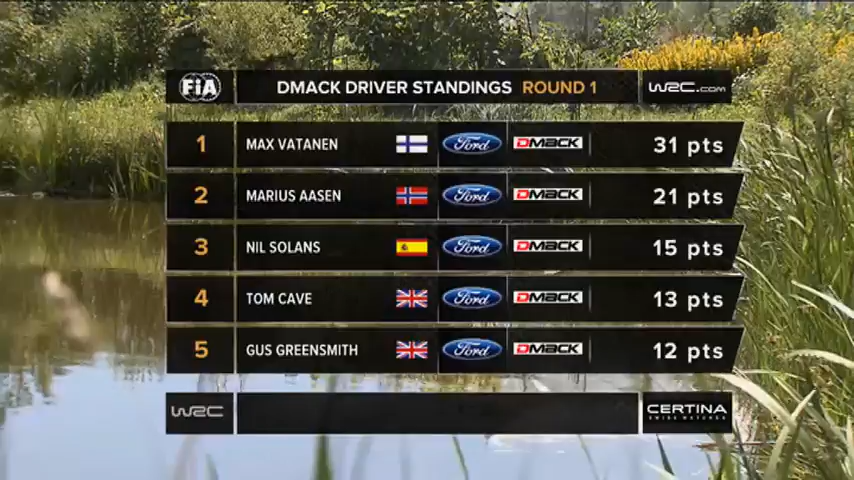 FIA DMACK DRIVER STANDINGS ROUND 1 WRC.COM
1 MAX VATANEN Ford DMACK 31 pts
2 MARIUS AASEN Ford DMACK 21 pts
3 NIL SOLANS Ford DMACK 15 pts
4 TOM CAVE Ford DMACK 13 pts
5 GUS GREENSMITH Ford DMACK 12 pts
WRC CERTINA
SWISS WATCHES